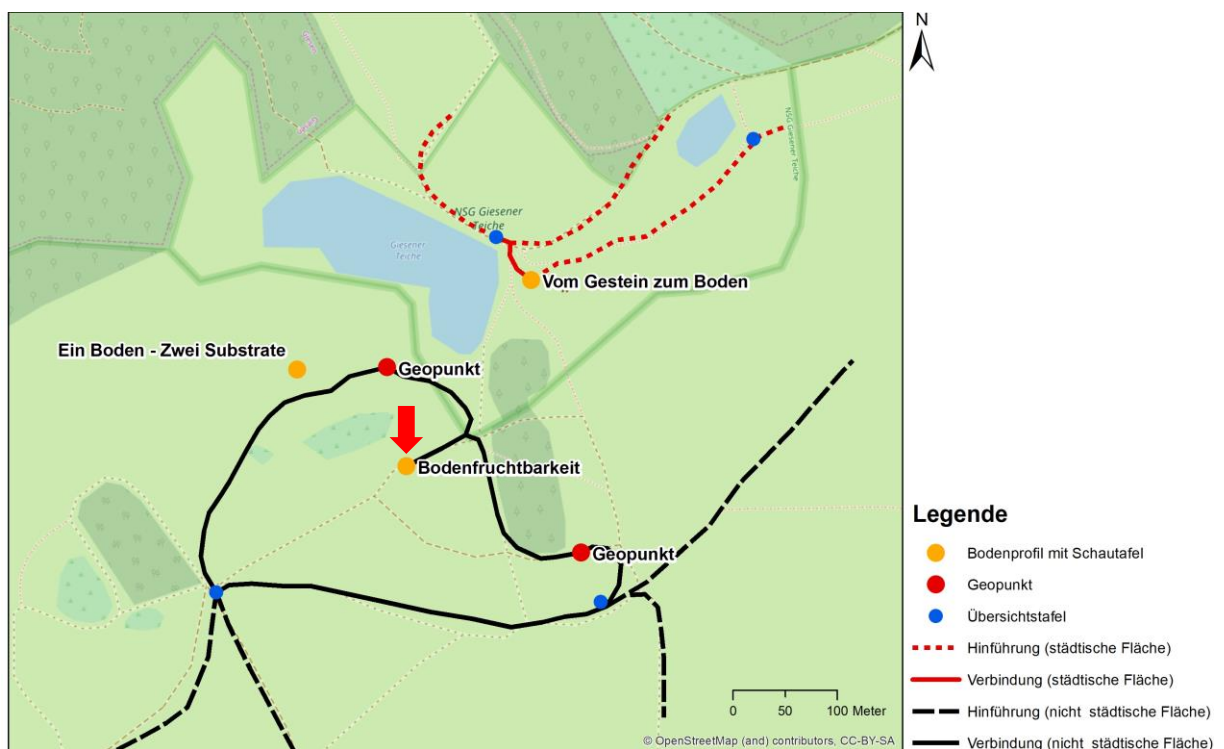 N
Giesen
Giesen
NSG Giesener Teiche
NSG Giesener
Teiche
Giesener
Teiche
Vom Gestein zum Boden
Ein Boden - Zwei Substrate
Geopunkt
Bodenfruchtbarkeit
Geopunkt
0 50 100 Meter
© OpenStreetMap (and) contributors, CC-BY-SA
Legende
Bodenprofil mit Schautafel
Geopunkt
Übersichtstafel
Hinführung (städtische Fläche)
Verbindung (städtische Fläche)
Hinführung (nicht städtische Fläche)
Verbindung (nicht städtische Fläche)